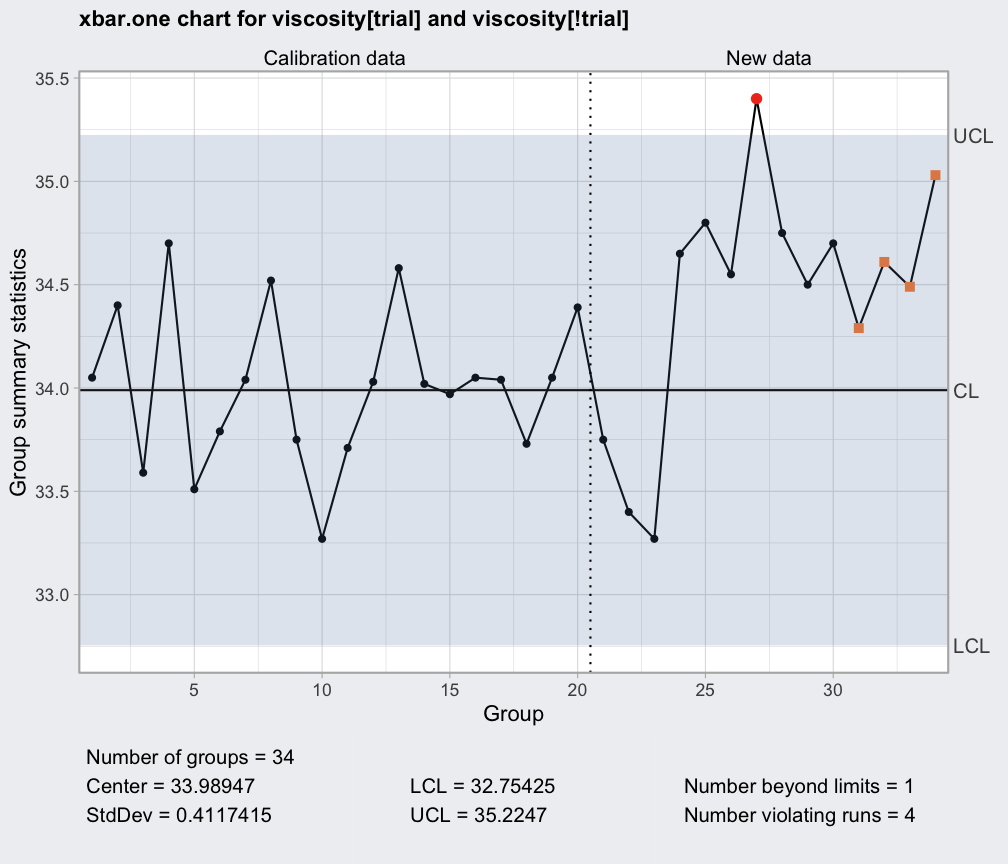 xbar.one chart for viscosity[trial] and viscosity[!trial]
Calibration data
New data
35.5
35.0
34.5
34.0
33.5
33.0
Group summary statistics
UCL
CL
LCL
5
10
15
20
25
30
Group
Number of groups = 34
Center = 33.98947
LCL = 32.75425
Number beyond limits = 1
StdDev = 0.4117415
UCL = 35.2247
Number violating runs = 4